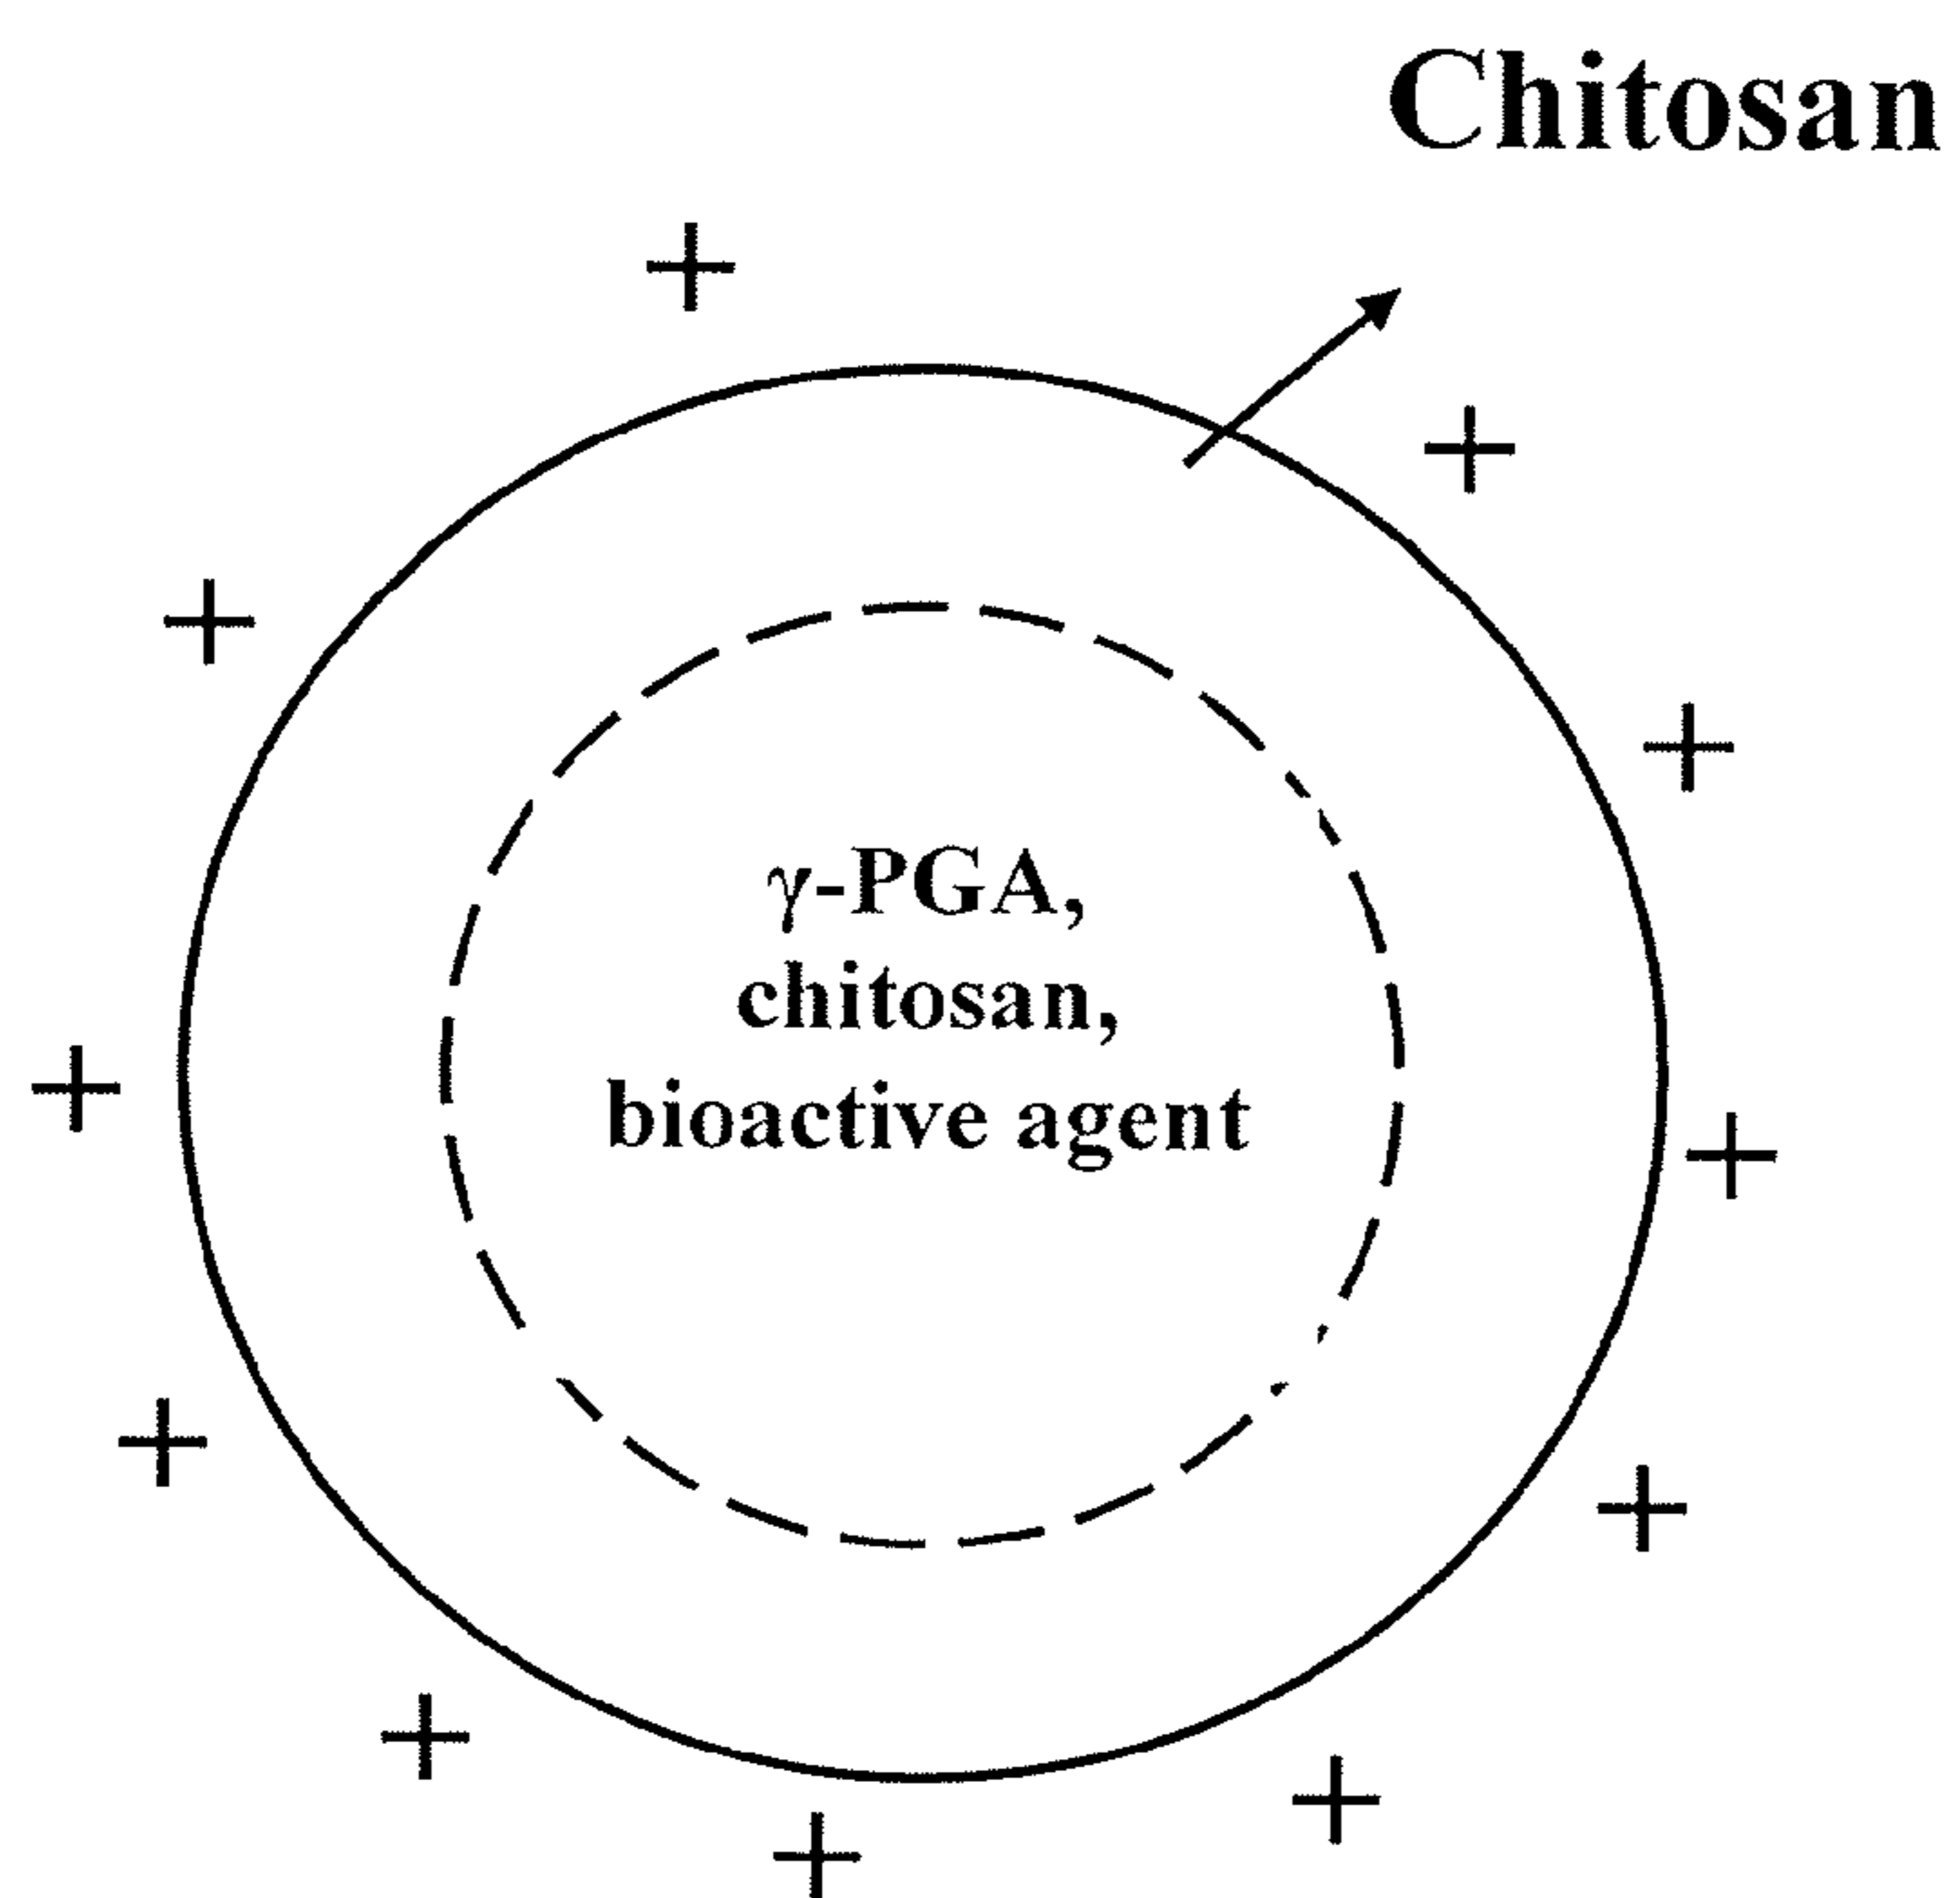 Chitosan
γ-PGA,
chitosan,
bioactive agent